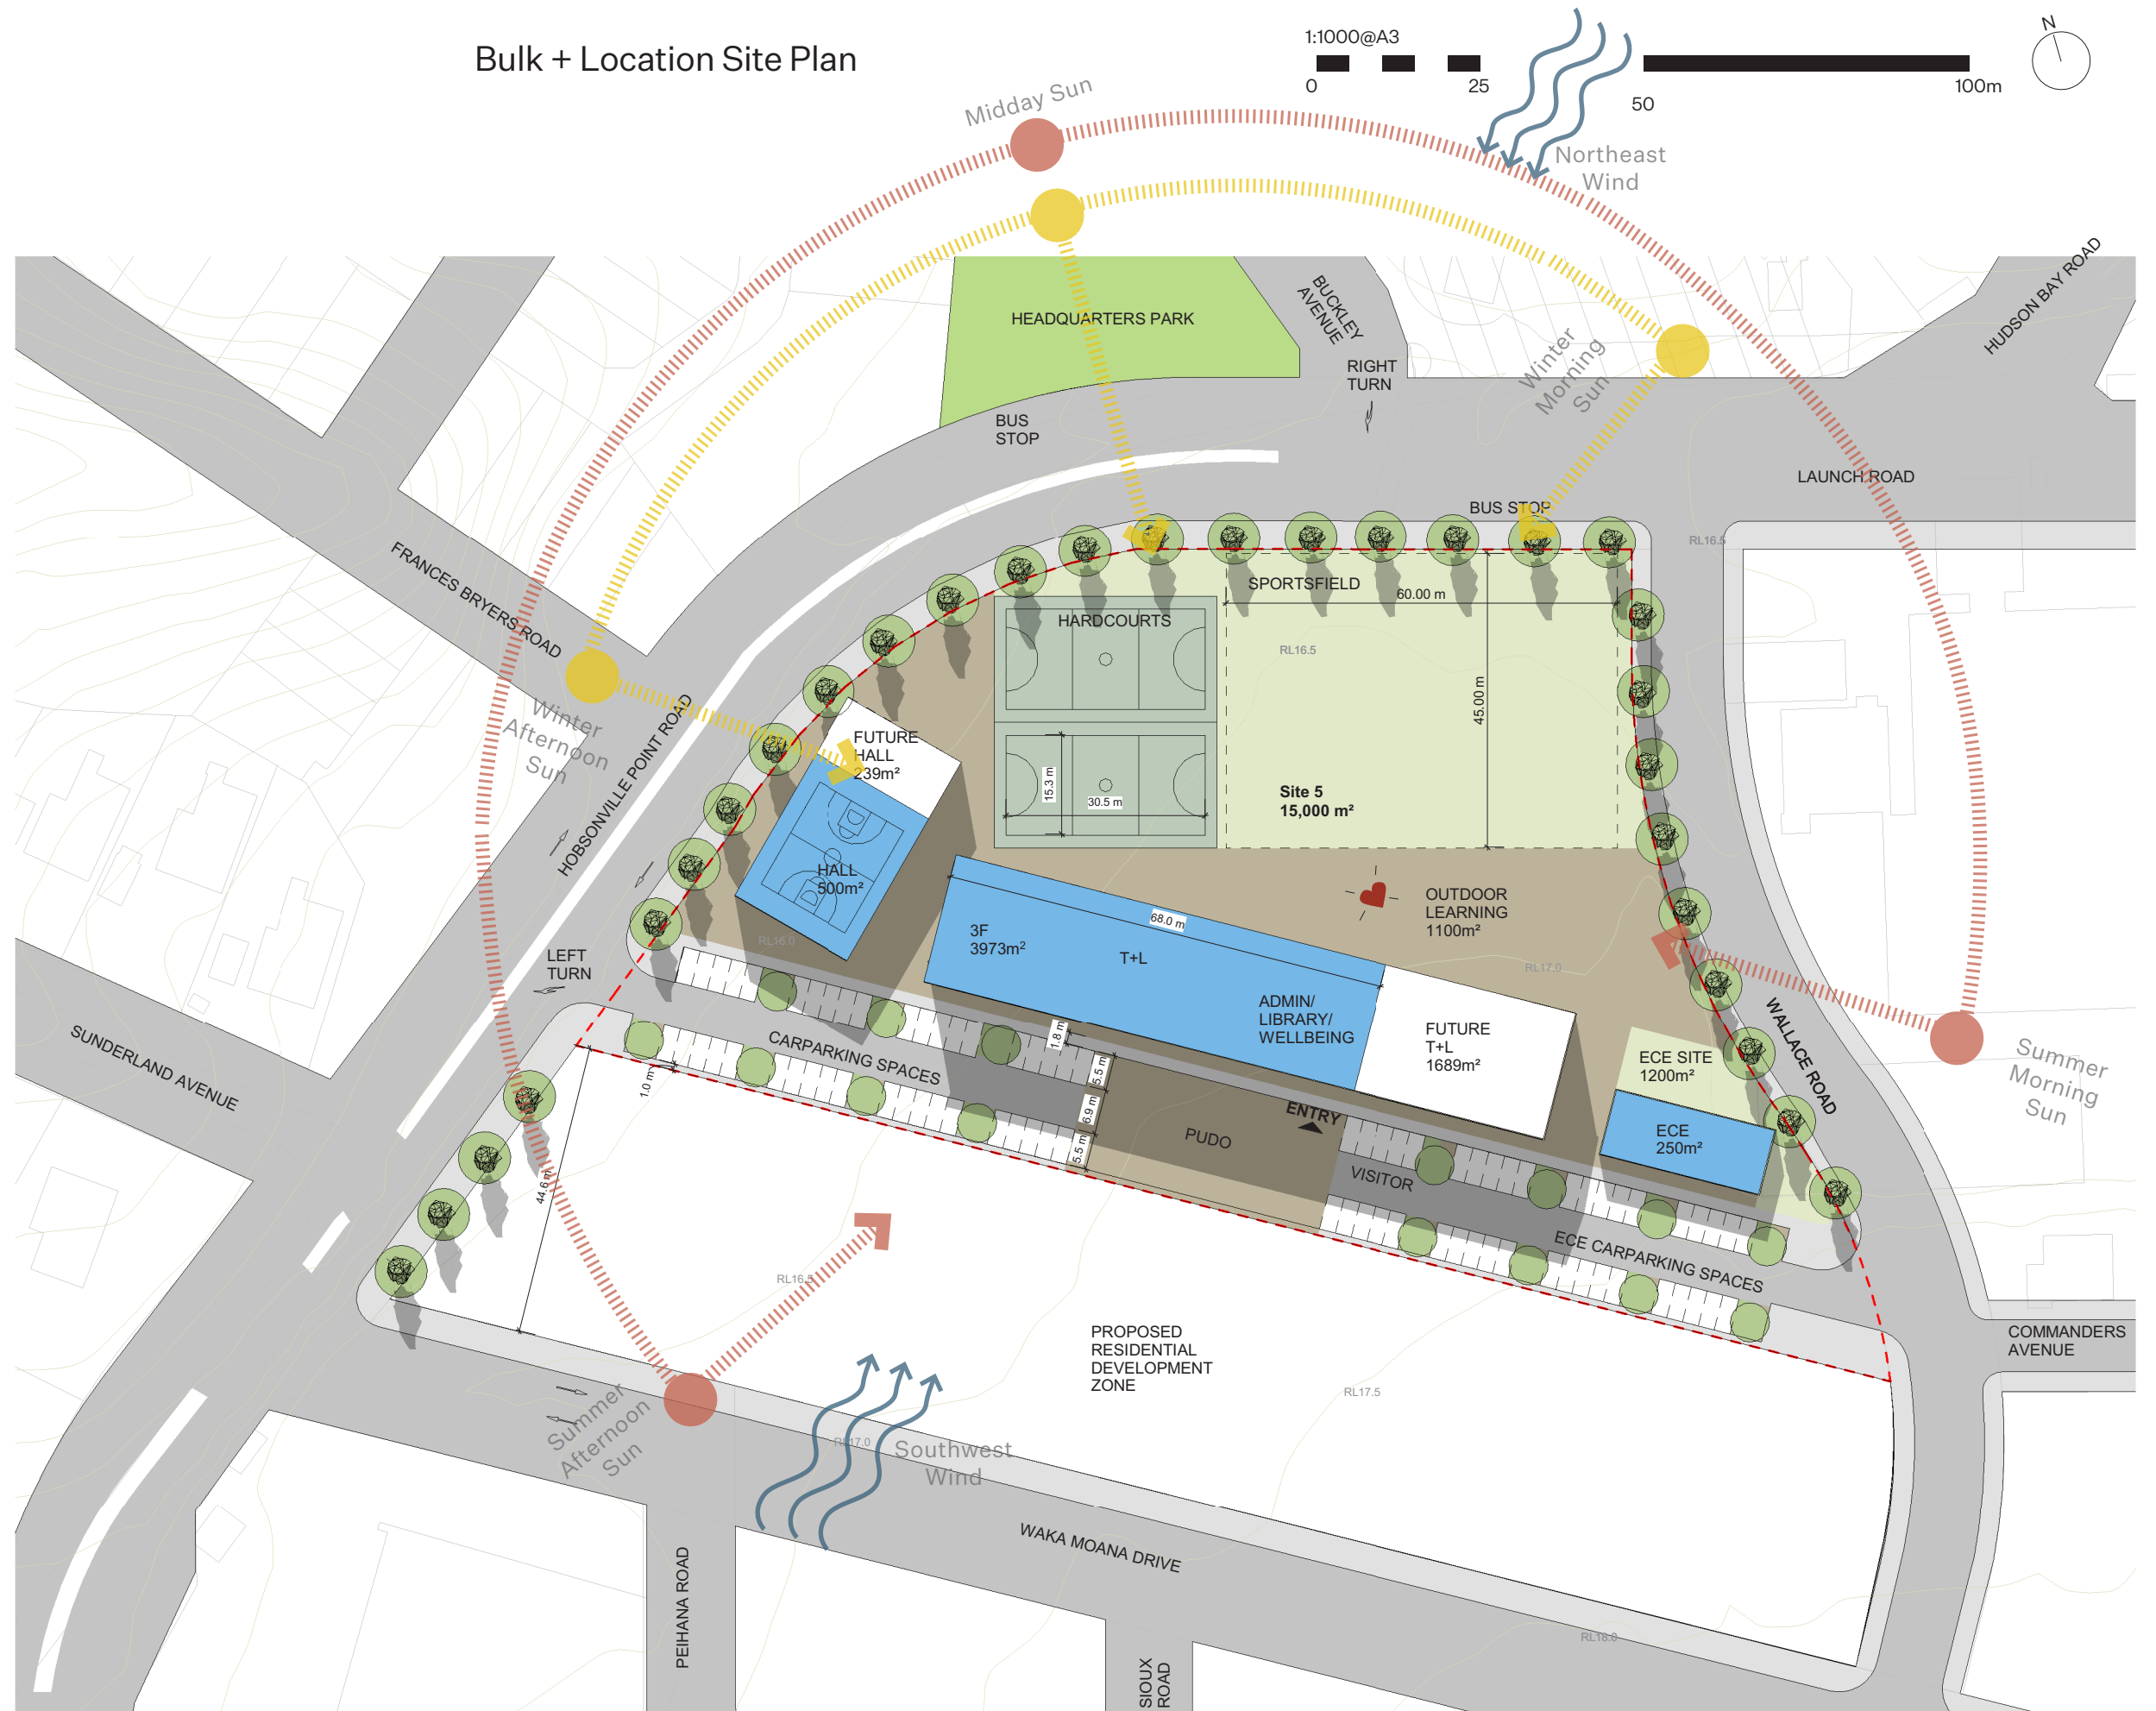 Bulk + Location Site Plan
1:1000@A3
0
25
50
100m
N
Midday Sun
Northeast
Wind
HUDSON BAY ROAD
HEADQUARTERS PARK
BUCKLEY
AVENUE
RIGHT
TURN
Winter
Morning
Sun
BUS
STOP
LAUNCH ROAD
BUS STOP
RL16.5
FRANCES BRYERS ROAD
SPORTSFIELD
60.00 m
HARDCOURTS
RL16.5
45.00 m
Winter
Afternoon
Sun
HOBSONVILLE POINT ROAD
FUTURE
HALL
239m²
15.3 m
30.5 m
Site 5
15,000 m²
HALL
500m²
OUTDOOR
LEARNING
1100m²
68.0 m
3F
3973m²
T+L
RL16.0
RL17.0
LEFT
TURN
ADMIN/
LIBRARY/
WELLBEING
FUTURE
T+L
1689m²
WALLACE ROAD
ECE SITE
1200m²
Summer
Morning
Sun
SUNDERLAND AVENUE
CARPARKING SPACES
1.8 m
5.5 m
6.9 m
5.5 m
1.0 m
ENTRY
PUDO
ECE
250m²
VISITOR
44.6 m
ECE CARPARKING SPACES
RL16.5
PROPOSED
RESIDENTIAL
DEVELOPMENT
ZONE
COMMANDERS
AVENUE
RL17.5
Summer
Afternoon
Sun
RL17.0
Southwest
Wind
WAKA MOANA DRIVE
PEIHANA ROAD
SIOUX
ROAD
RL18.0